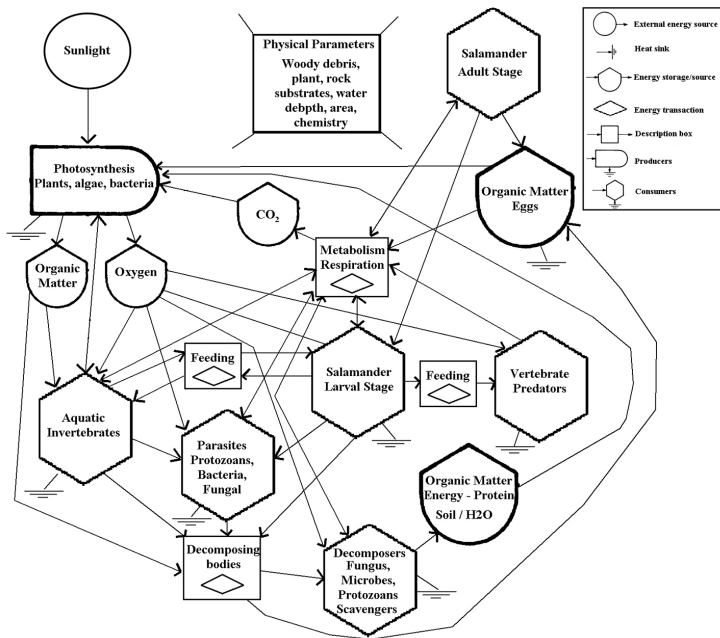 Sunlight
Physical Parameters
Woody debris,
plant, rock
substrates, water
debpth, area,
chemistry
Salamander
Adult Stage
External energy source
Heat sink
Energy storage/source
Energy transaction
Description box
Producers
Consumers
Photosynthesis
Plants, algae, bacteria
CO2
Organic Matter
Eggs
Metabolism
Respiration
Organic
Matter
Oxygen
Feeding
Salamander
Larval Stage
Feeding
Vertebrate
Predators
Aquatic
Invertebrates
Parasites
Protozoans,
Bacteria,
Fungal
Organic Matter
Energy - Protein
Soil / H2O
Decomposing
bodies
Decomposers
Fungus,
Microbes,
Protozoans
Scavengers